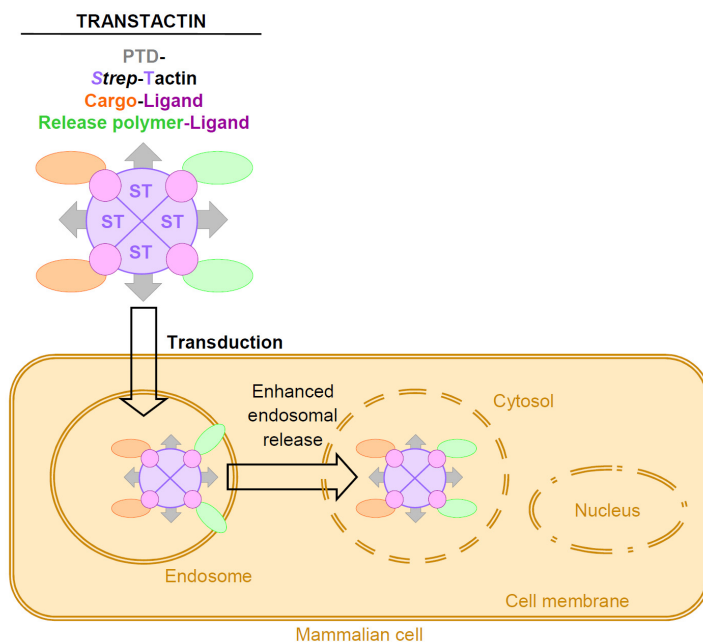 TRANSTACTIN
PTD-
Strep-Tactin
Cargo-Ligand
Release polymer-Ligand
ST
ST ST
ST
Transduction
Enhanced
endosomal
release
Cytosol
Nucleus
Endosome
Cell membrane
Mammalian cell